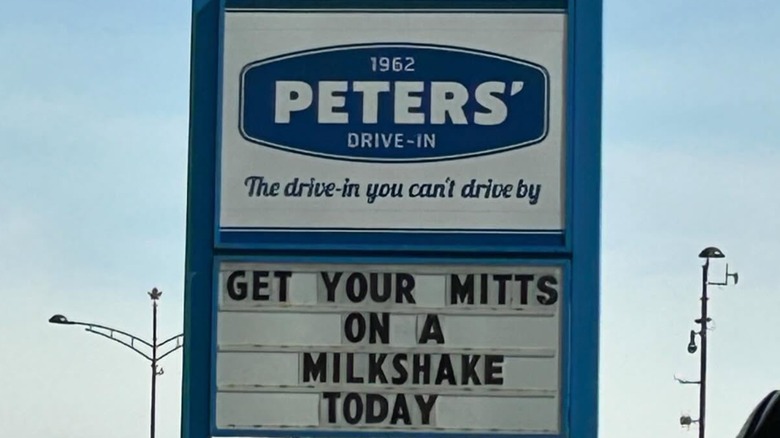 1962
PETERS'
DRIVE-IN
The drive-in you can't drive by
GET YOUR MITTS
ON A
MILKSHAKE
TODAY